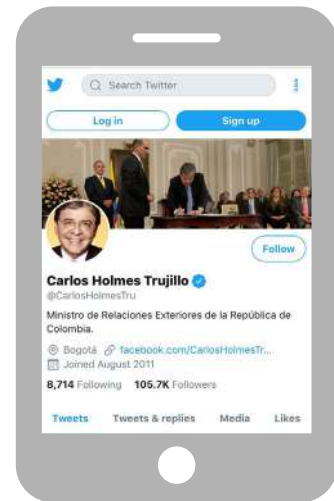 Search Twitter
Log in Sign up
Follow
Carlos Holmes Trujillo
@CarlosHolmesTru
Ministro de Relaciones Exteriores de la República de
Colombia.
Bogotá facebook.com/CarlosHolmesTr...
Joined August 2011
8,714 Following 105.7K Followers
Tweets Tweets & replies Media Likes